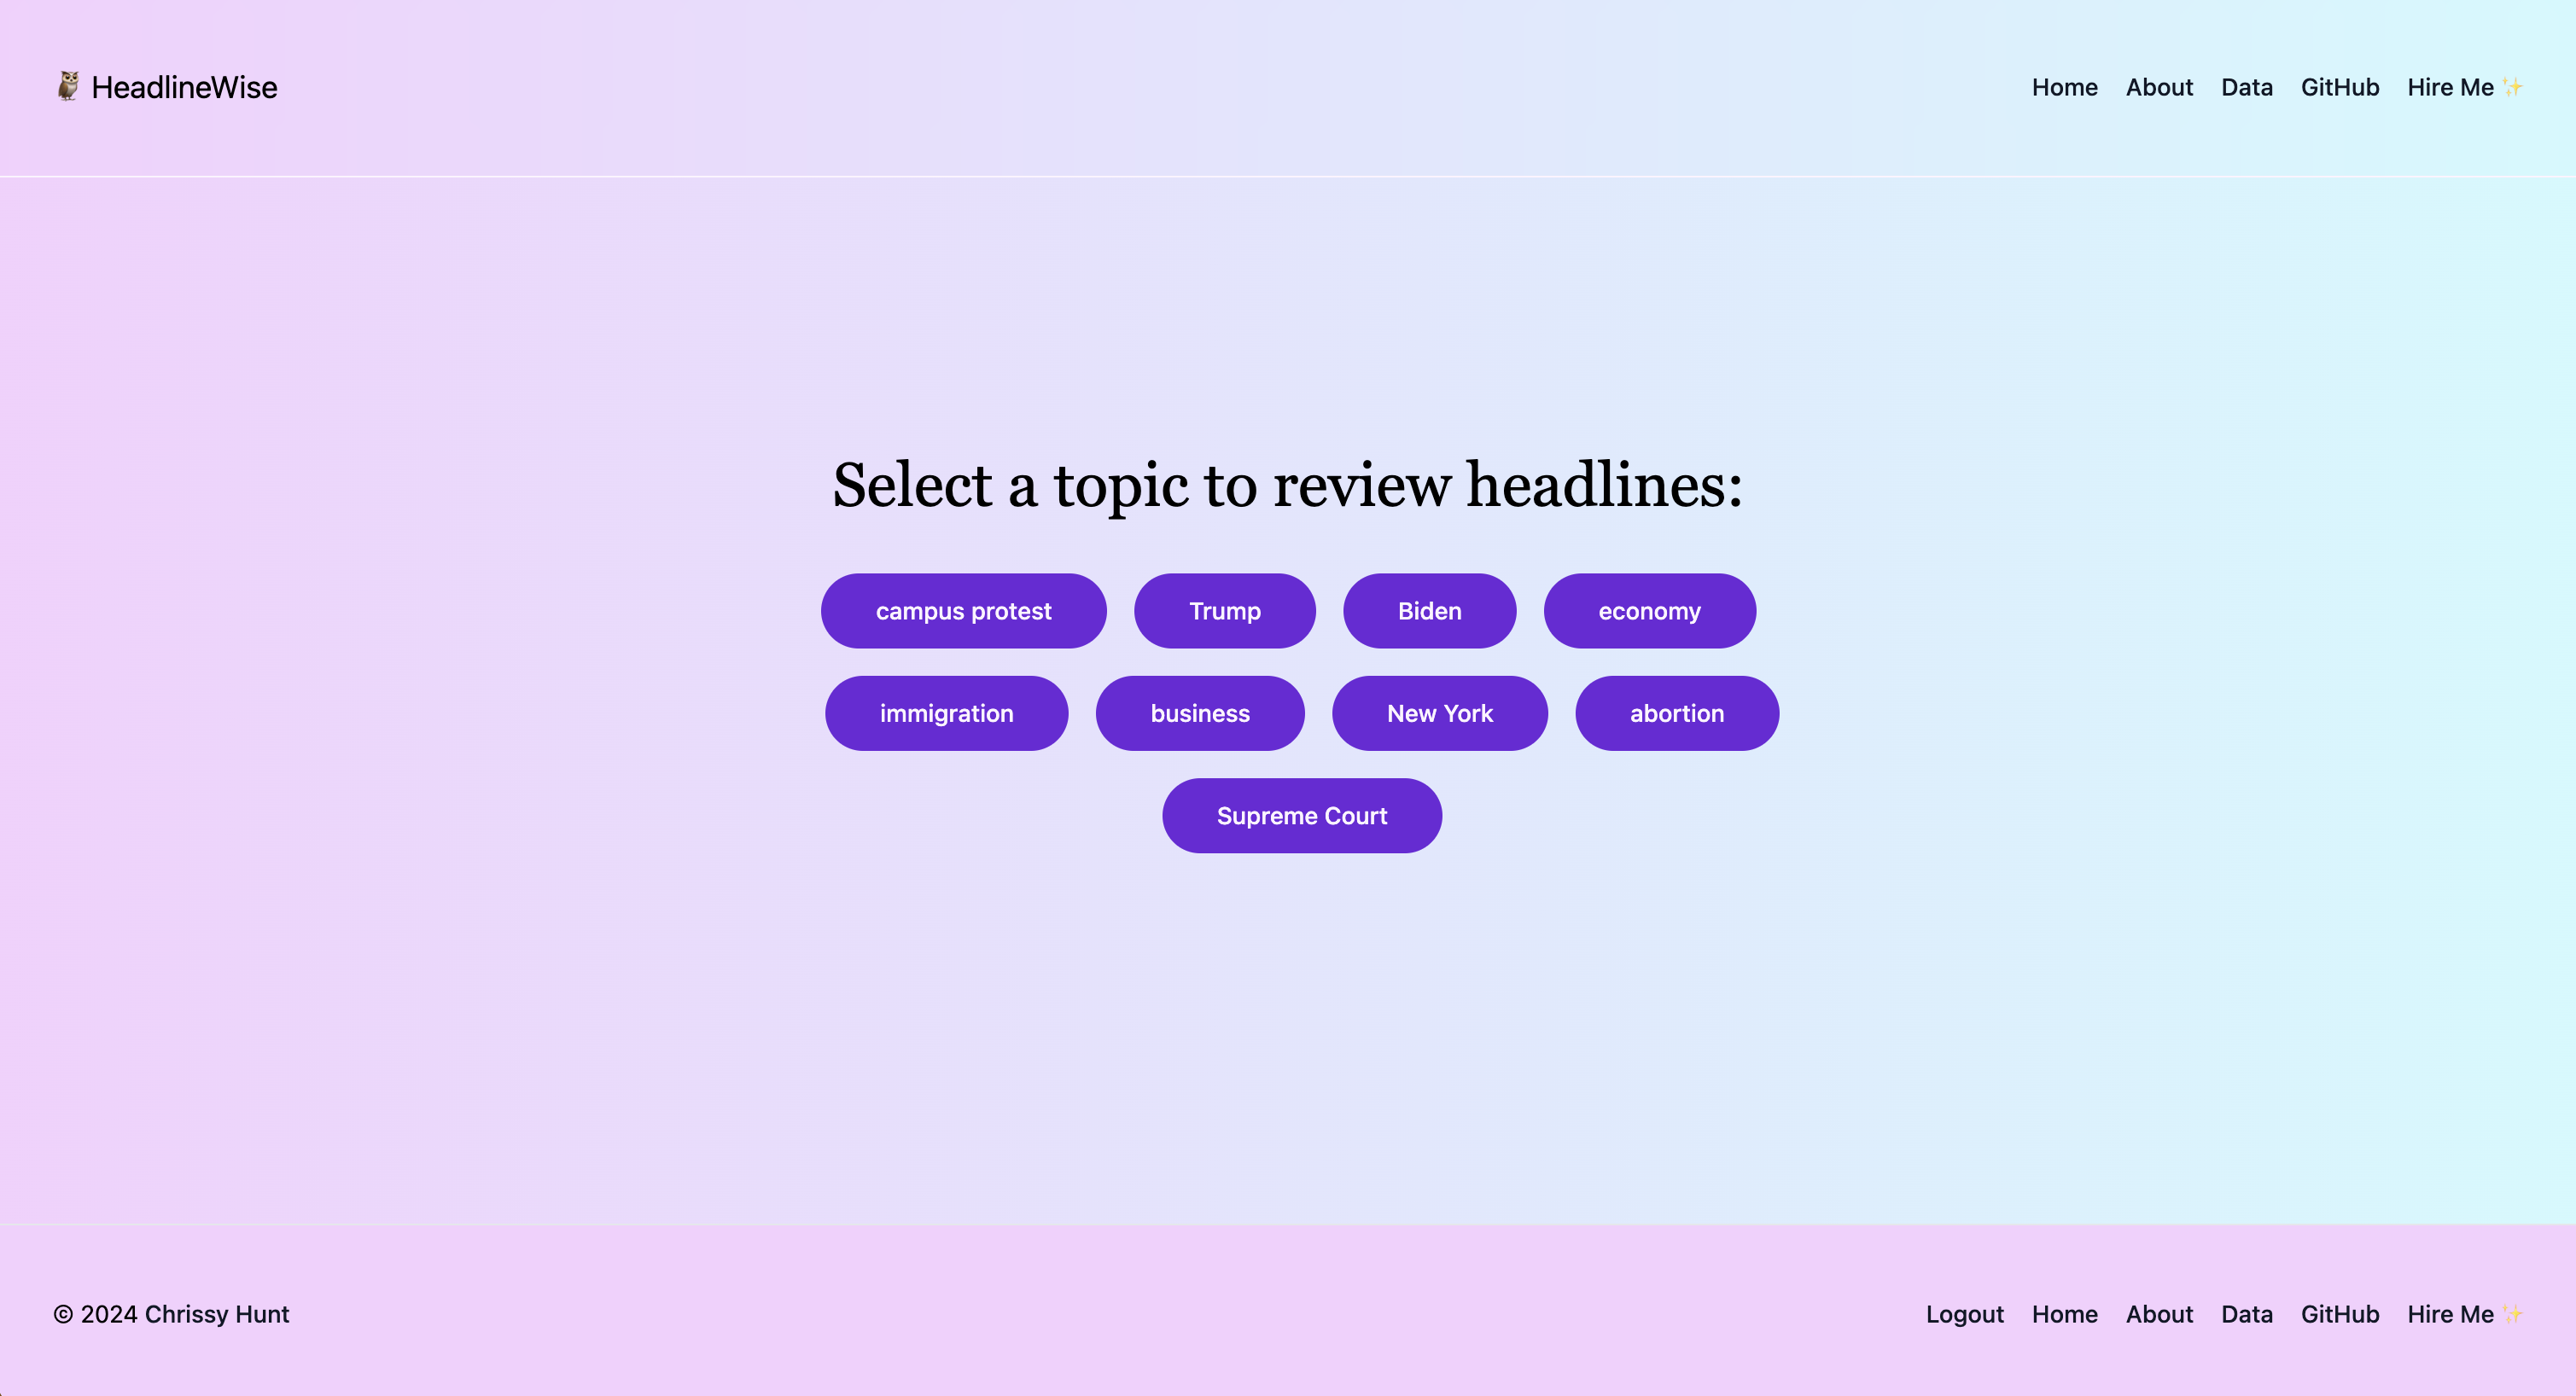 🦉 HeadlineWise
Home About Data GitHub Hire Me ✨
Select a topic to review headlines:
campus protest Trump Biden economy
immigration business New York abortion
Supreme Court
© 2024 Chrissy Hunt
Logout Home About Data GitHub Hire Me ✨